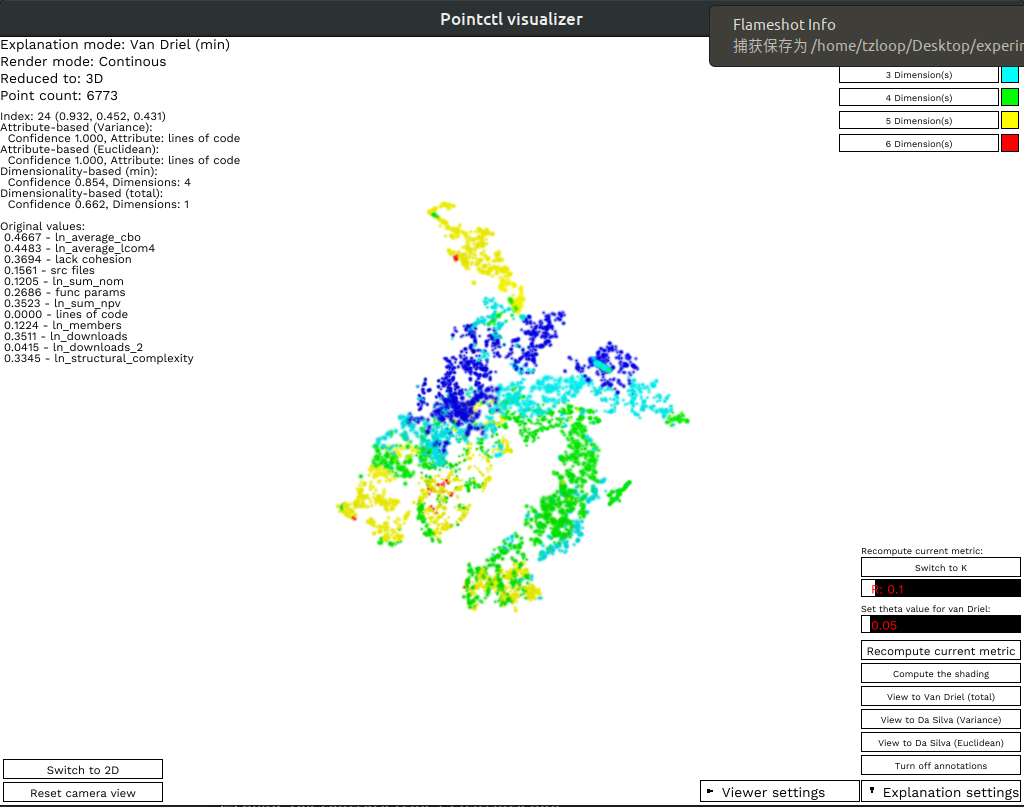 Pointctl visualizer
Flameshot Info
捕获保存为 /home/tzloop/Desktop/experim
Explanation mode: Van Driel (min)
Render mode: Continous
Reduced to: 3D
Point count: 6773
3 Dimension(s)
4 Dimension(s)
5 Dimension(s)
6 Dimension(s)
Index: 24 (0.932, 0.452, 0.431)
Attribute-based (Variance):
Confidence 1.000, Attribute: lines of code
Attribute-based (Euclidean):
Confidence 1.000, Attribute: lines of code
Dimensionality-based (min):
Confidence 0.854, Dimensions: 4
Dimensionality-based (total):
Confidence 0.662, Dimensions: 1
Original values:
0.4667 - ln_average_cbo
0.4483 - ln_average_lcom4
0.3694 - lack cohesion
0.1561 - src files
0.1205 - ln_sum_nom
0.2686 - func params
0.3523 - ln_sum_npv
0.0000 - lines of code
0.1224 - ln_members
0.3511 - ln_downloads
0.0415 - ln_downloads_2
0.3345 - ln_structural_complexity
Recompute current metric:
Switch to K
R: 0.1
Set theta value for van Driel:
0.05
Recompute current metric
Compute the shading
View to Van Driel (total)
View to Da Silva (Variance)
View to Da Silva (Euclidean)
Turn off annotations
Switch to 2D
Reset camera view
Viewer settings
Explanation settings